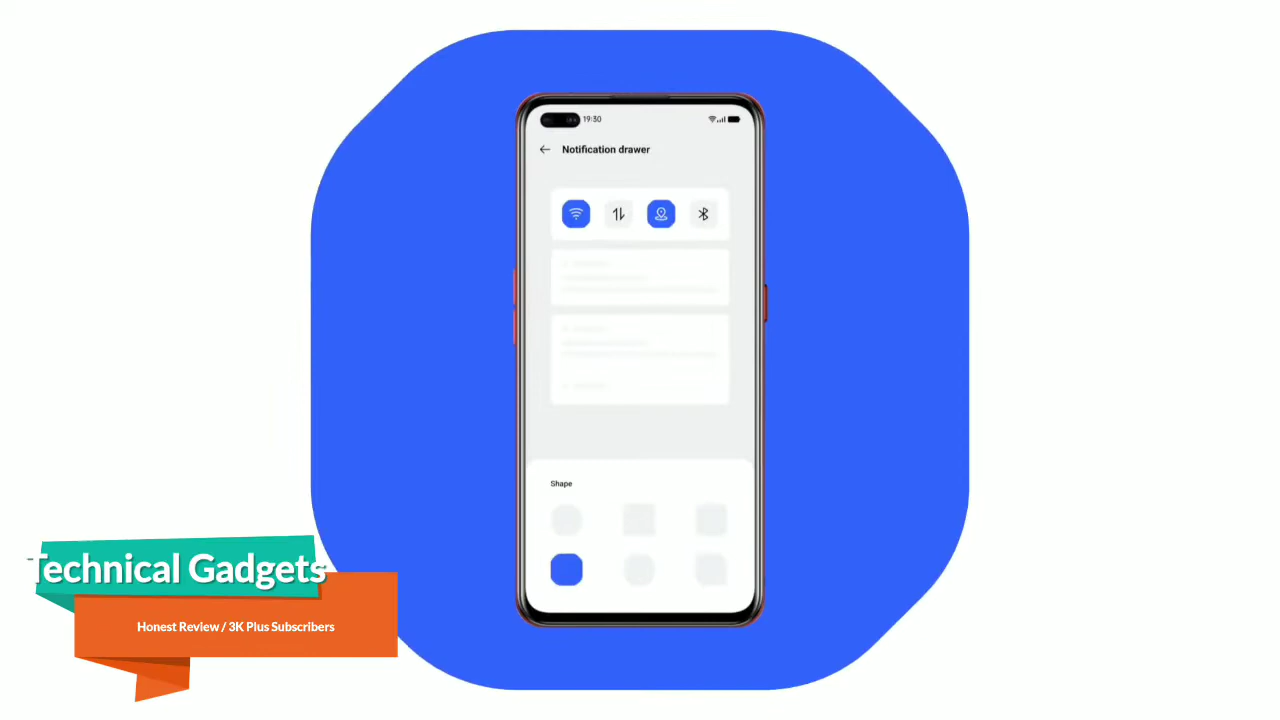 19:30
Notification drawer
Shape
Technical Gadgets
Honest Review / 3K Plus Subscribers